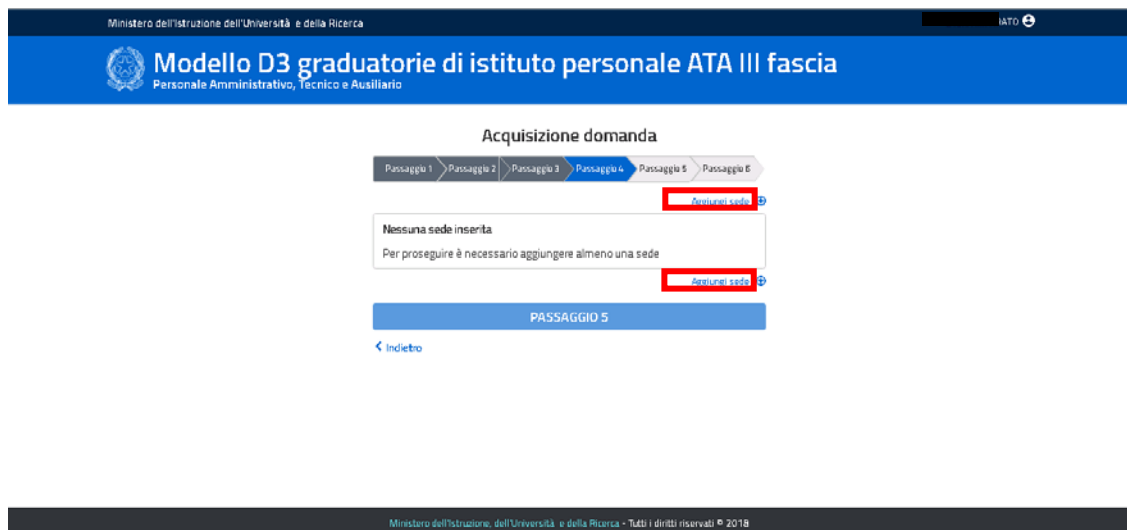 Ministero dell'Istruzione dell'Università e della Ricerca
IATO
Modello D3 graduatorie di istituto personale ATA III fascia
Personale Amministrativo, Tecnico e Ausiliario
Acquisizione domanda
Passaggio 1 Passaggio 2 Passaggio 3 Passaggio 4 Passaggio 5 Passaggio 6
Aggiungi sede
Nessuna sede inserita
Per proseguire è necessario aggiungere almeno una sede
Aggiungi sede
PASSAGGIO 5
Indietro
Ministero dell'Istruzione, dell'Università e della Ricerca - Tutti i diritti riservati © 2018